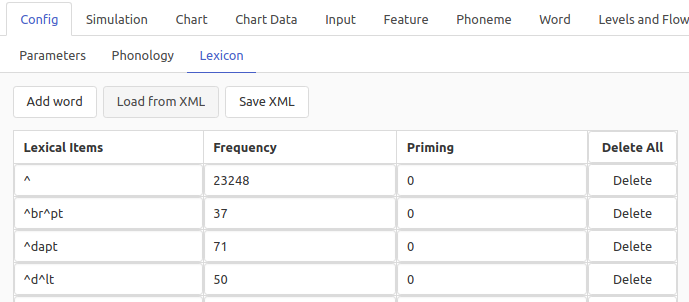 Config Simulation Chart Chart Data Input Feature Phoneme Word Levels and Flow
Parameters Phonology Lexicon
Add word Load from XML Save XML
Lexical Items Frequency Priming Delete All
^ 23248 0 Delete
^br^pt 37 0 Delete
^dapt 71 0 Delete
^d^lt 50 0 Delete